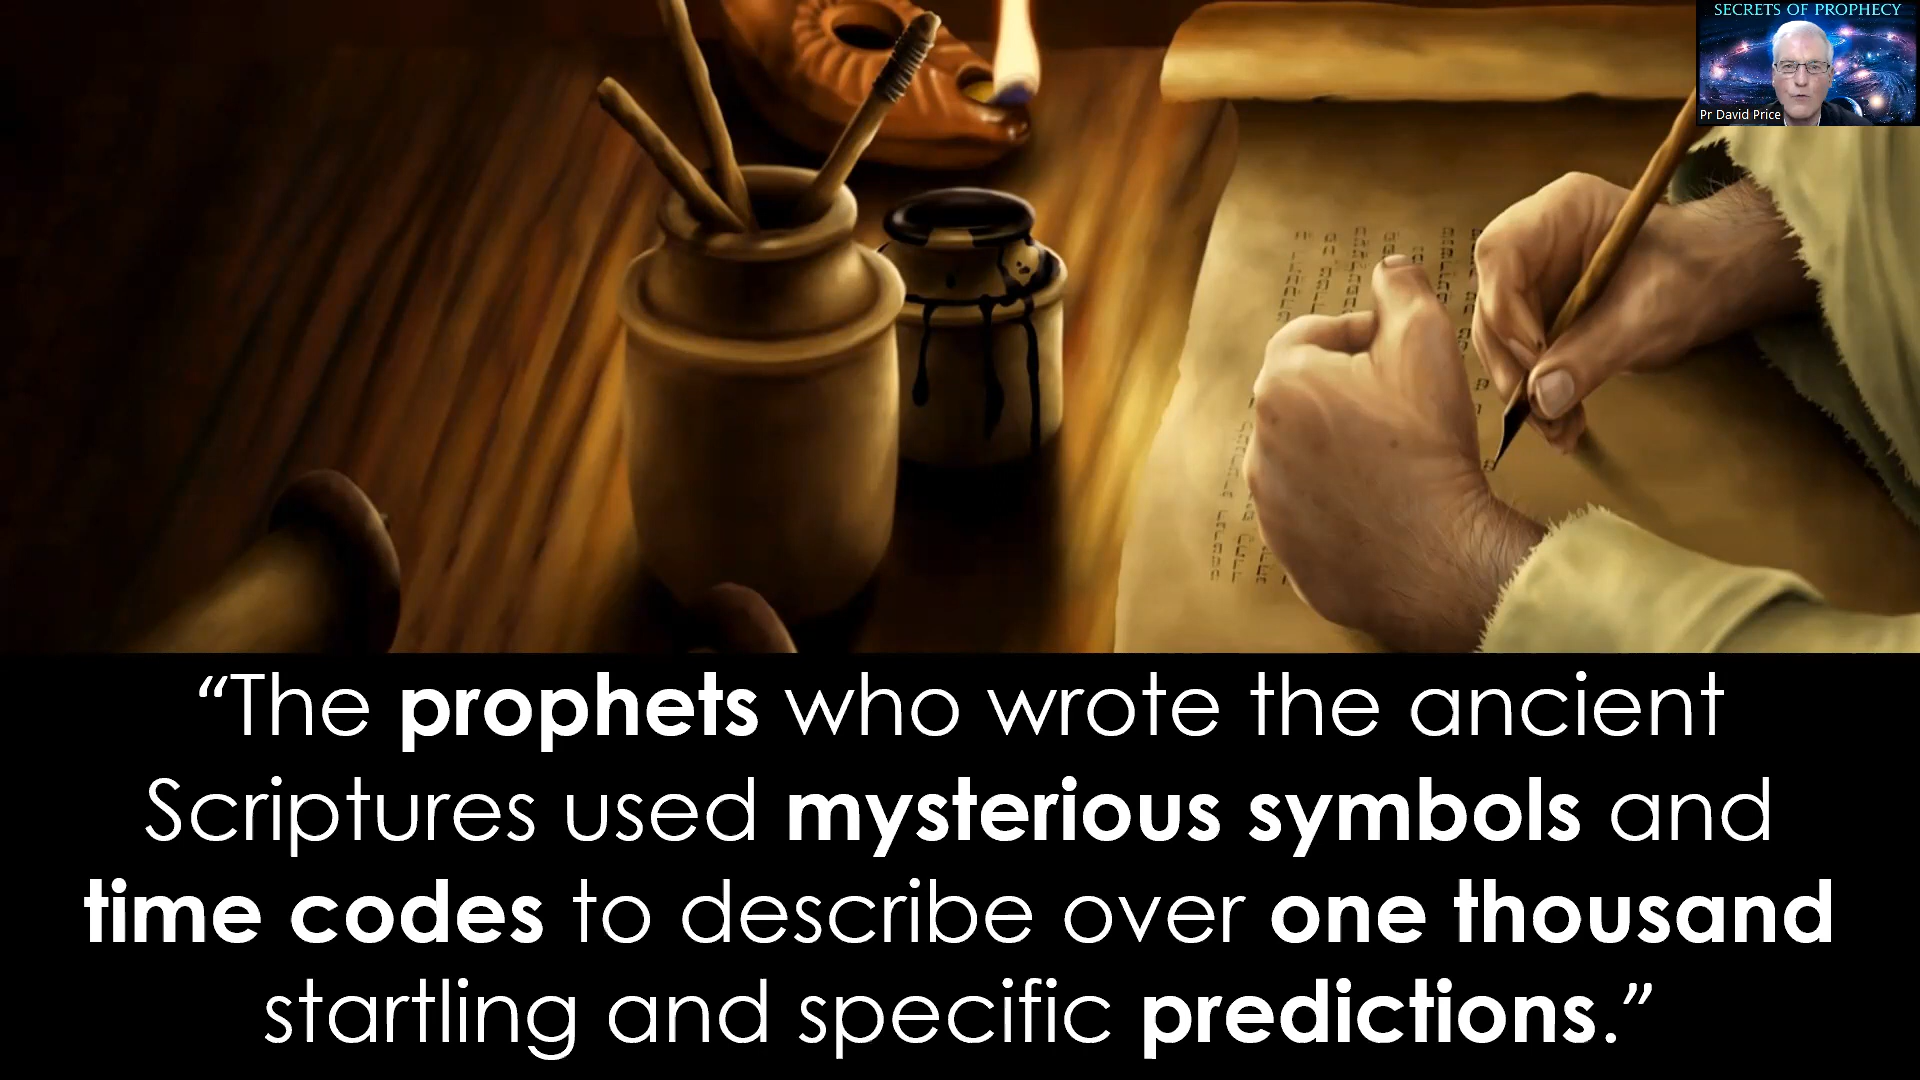 SECRETS OF PROPHECY
Pr David Price
“The prophets who wrote the ancient
Scriptures used mysterious symbols and
time codes to describe over one thousand
startling and specific predictions.”